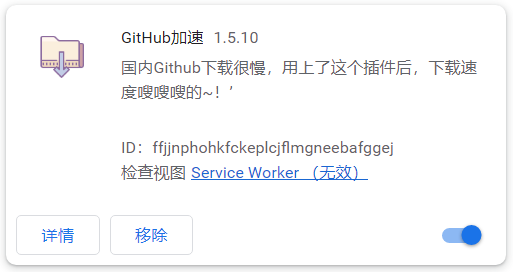 GitHub加速 1.5.10
国内Github下载很慢，用上了这个插件后，下载速
度嗖嗖嗖的~！’
ID：ffjjnphohkfckeplcjflmgneebafggej
检查视图 Service Worker （无效）
详情 移除